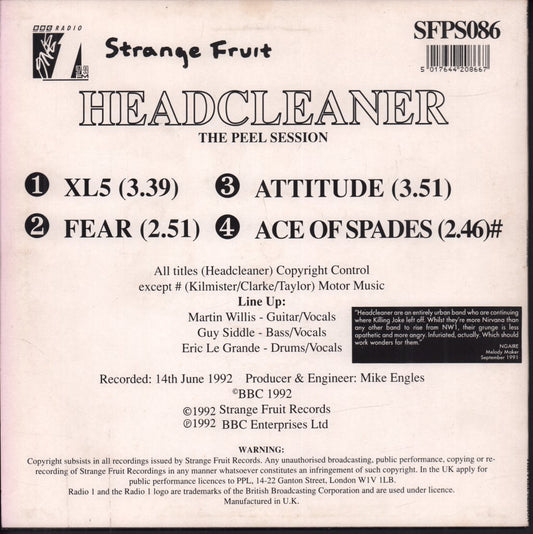 BBC RADIO
ONE
Strange Fruit
SFPS086
5 017644 208667
HEADCLEANER
THE PEEL SESSION
1 XL5 (3.39)
3 ATTITUDE (3.51)
2 FEAR (2.51)
4 ACE OF SPADES (2.46)#
All titles (Headcleaner) Copyright Control
except # (Kilmister/Clarke/Taylor) Motor Music
Line Up:
Martin Willis - Guitar/Vocals
Guy Siddle - Bass/Vocals
Eric Le Grande - Drums/Vocals
"Headcleaner are an entirely urban band who are continuing
where Killing Joke left off. Whilst they're more Nirvana than
any other band to rise from NW1, their grunge is less
apathetic and more angry. Infuriated, actually. Which should
work wonders for them."
NGAIRE
Melody Maker
September 1991
Recorded: 14th June 1992 Producer & Engineer: Mike Engles
©BBC 1992
©1992 Strange Fruit Records
℗1992 BBC Enterprises Ltd
WARNING:
Copyright subsists in all recordings issued by Strange Fruit Records. Any unauthorised broadcasting, public performance, copying or re-
recording of Strange Fruit Recordings in any manner whatsoever constitutes an infringement of such copyright. In the UK apply for
public performance licences to PPL, 14-22 Ganton Street, London W1V 1LB.
Radio 1 and the Radio 1 logo are trademarks of the British Broadcasting Corporation and are used under licence.
Manufactured in U.K.